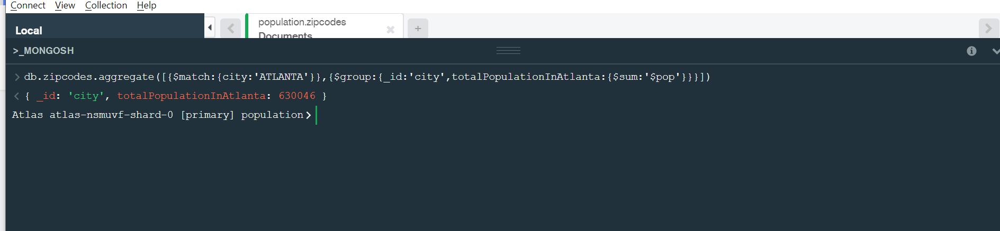 Connect View Collection Help
Local
population.zipcodes
Documents
>_MONGOSH
> db.zipcodes.aggregate([{$match:{city:'ATLANTA'}},{$group:{_id:'city',totalPopulationInAtlanta:{$sum:'$pop'}}}])
< { _id: 'city', totalPopulationInAtlanta: 630046 }
Atlas atlas-nsmuvf-shard-0 [primary] population>